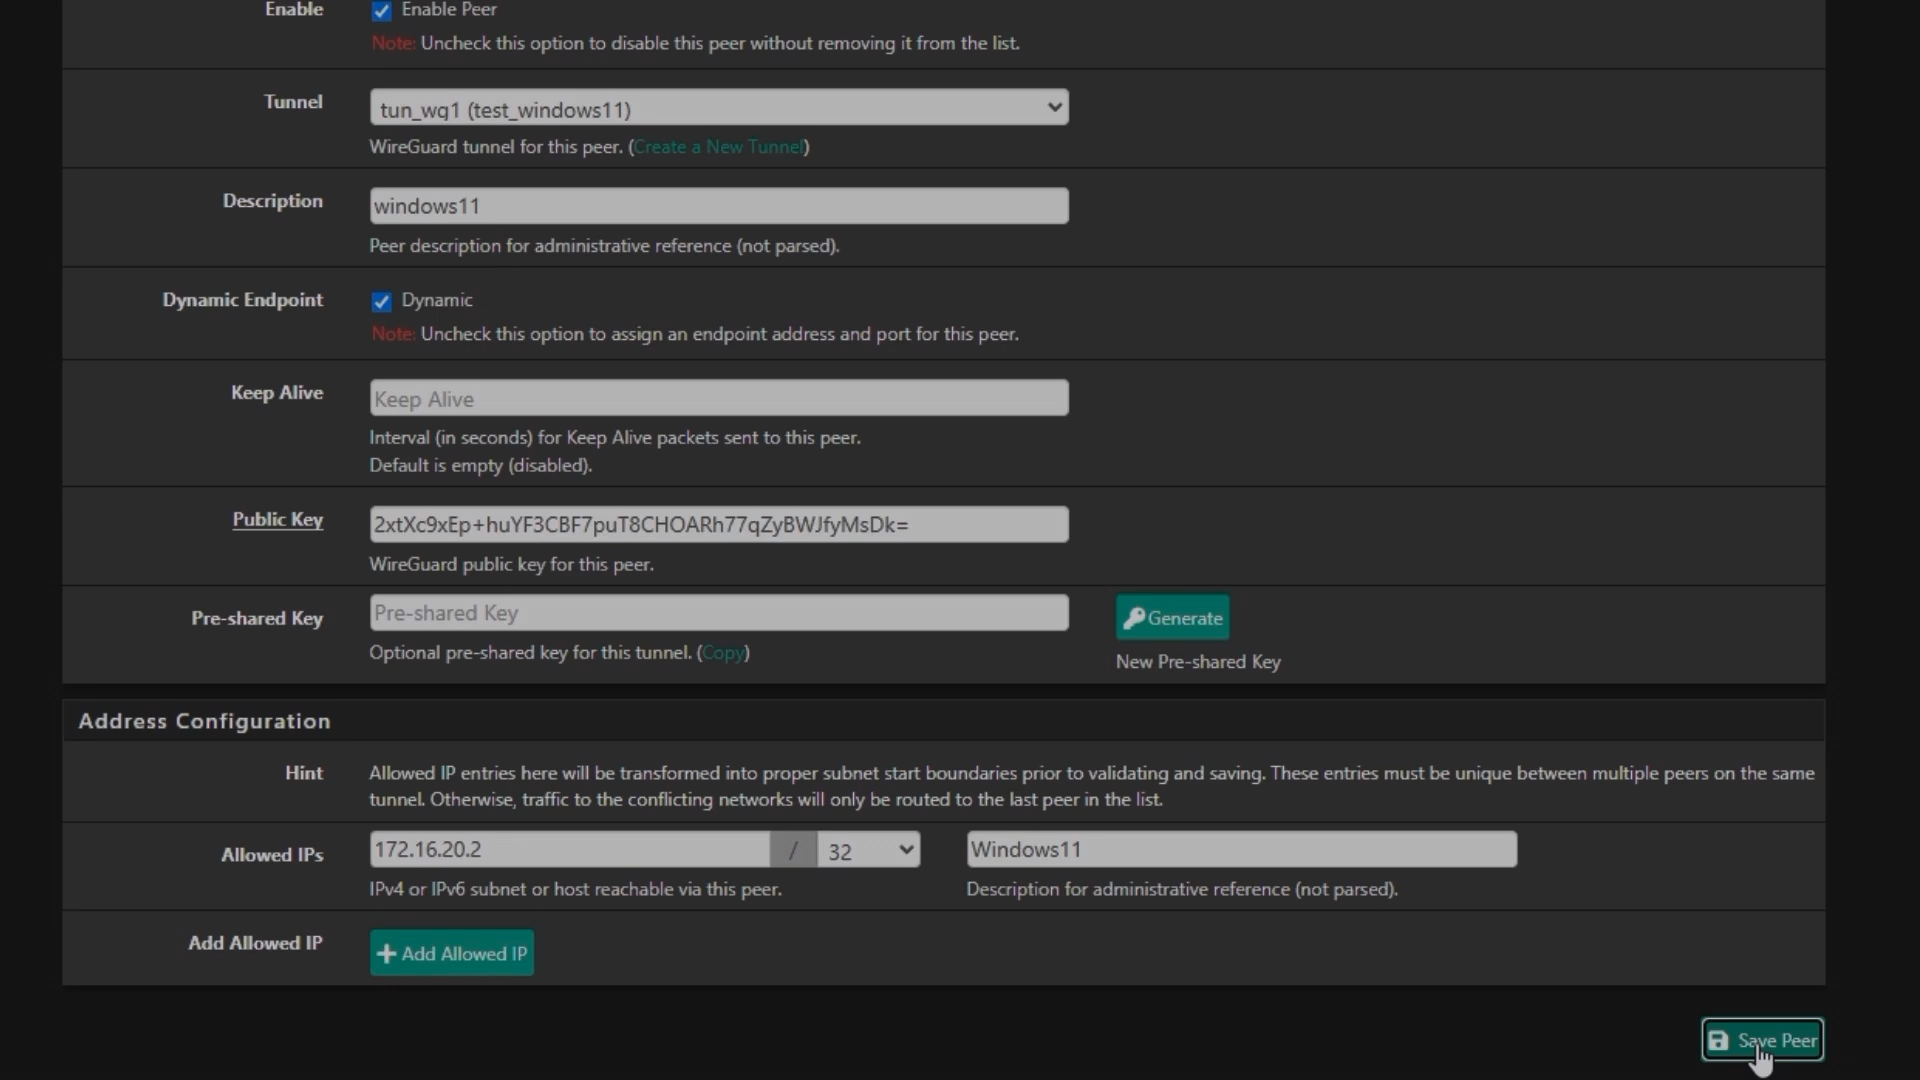 Enable
Enable Peer
Note: Uncheck this option to disable this peer without removing it from the list.
Tunnel
tun_wg1 (test_windows11)
WireGuard tunnel for this peer. (Create a New Tunnel)
Description
windows11
Peer description for administrative reference (not parsed).
Dynamic Endpoint
Dynamic
Note: Uncheck this option to assign an endpoint address and port for this peer.
Keep Alive
Keep Alive
Interval (in seconds) for Keep Alive packets sent to this peer.
Default is empty (disabled).
Public Key
2xtXc9xEp+huYF3CBF7puT8CHOARh77qZyBWJfyMsDk=
WireGuard public key for this peer.
Pre-shared Key
Pre-shared Key
Generate
Optional pre-shared key for this tunnel. (Copy)
New Pre-shared Key
Address Configuration
Hint
Allowed IP entries here will be transformed into proper subnet start boundaries prior to validating and saving. These entries must be unique between multiple peers on the same
tunnel. Otherwise, traffic to the conflicting networks will only be routed to the last peer in the list.
Allowed IPs
172.16.20.2 / 32
Windows11
IPv4 or IPv6 subnet or host reachable via this peer.
Description for administrative reference (not parsed).
Add Allowed IP
Add Allowed IP
Save Peer